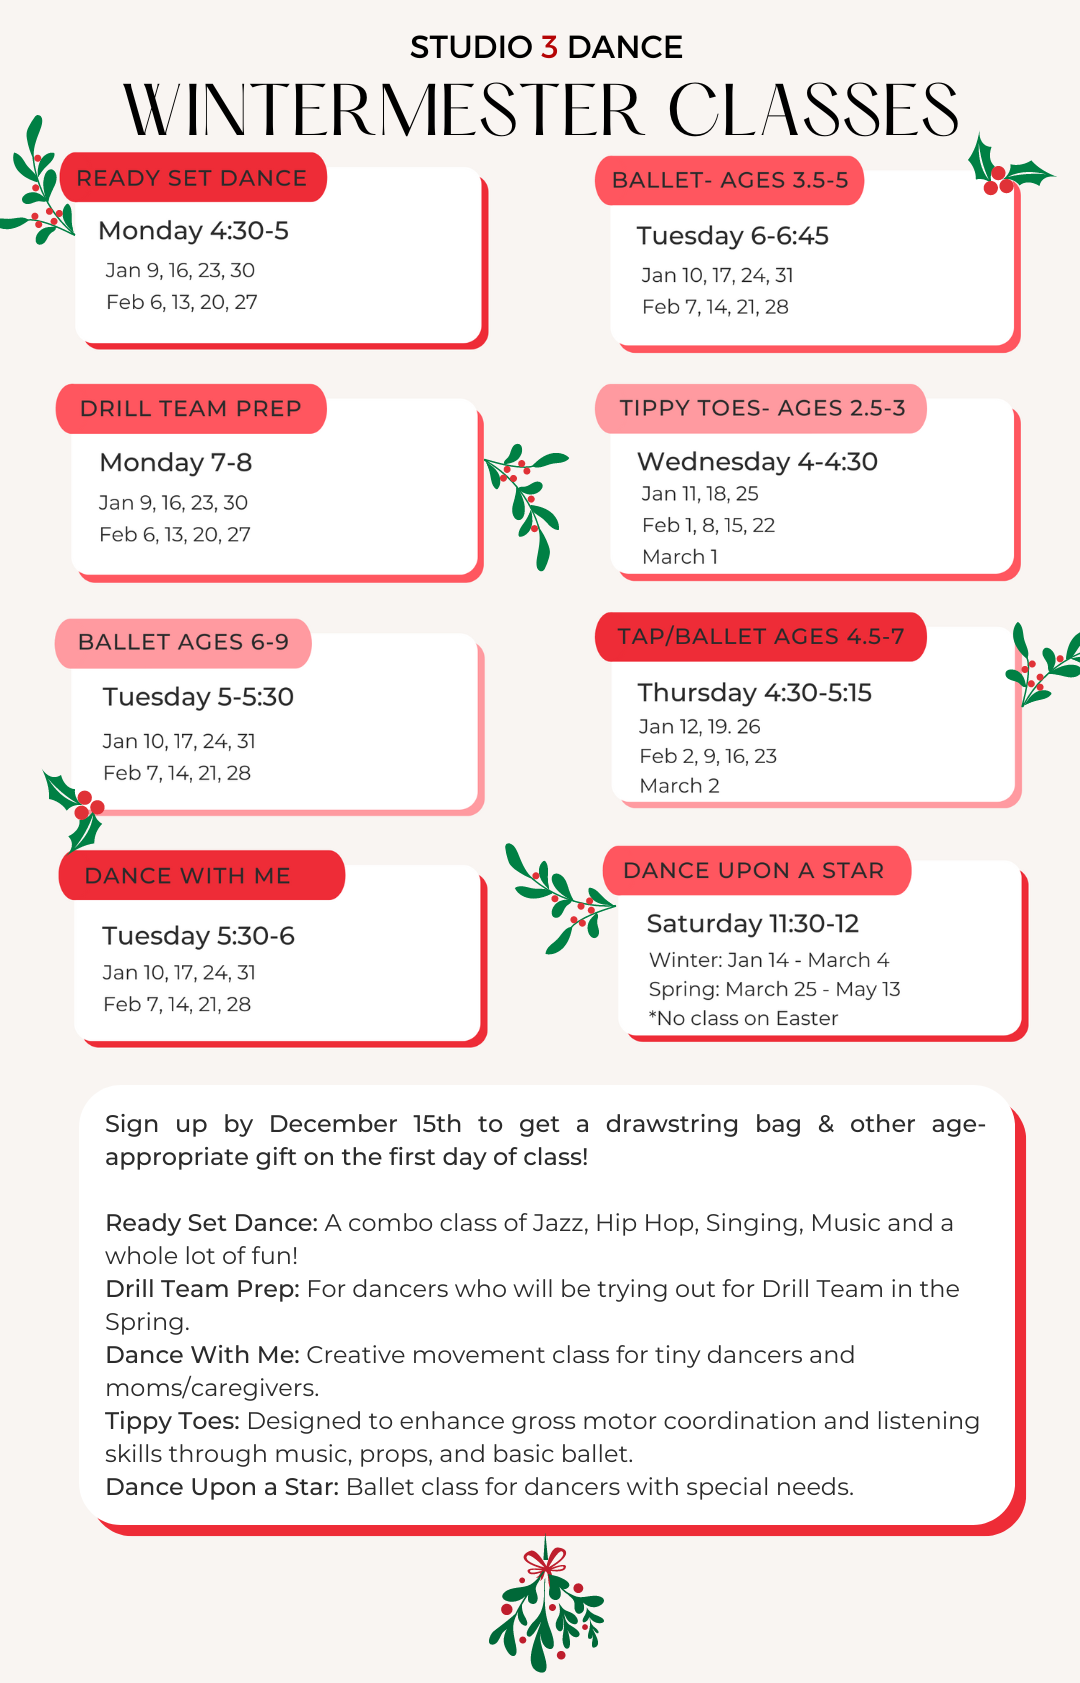 STUDIO 3 DANCE
WINTERMESTER CLASSES
READY SET DANCE
Monday 4:30-5
Jan 9, 16, 23, 30
Feb 6, 13, 20, 27
BALLET- AGES 3.5-5
Tuesday 6-6:45
Jan 10, 17, 24, 31
Feb 7, 14, 21, 28
DRILL TEAM PREP
Monday 7-8
Jan 9, 16, 23, 30
Feb 6, 13, 20, 27
TIPPY TOES- AGES 2.5-3
Wednesday 4-4:30
Jan 11, 18, 25
Feb 1, 8, 15, 22
March 1
BALLET AGES 6-9
Tuesday 5-5:30
Jan 10, 17, 24, 31
Feb 7, 14, 21, 28
TAP/BALLET AGES 4.5-7
Thursday 4:30-5:15
Jan 12, 19. 26
Feb 2, 9, 16, 23
March 2
DANCE WITH ME
Tuesday 5:30-6
Jan 10, 17, 24, 31
Feb 7, 14, 21, 28
DANCE UPON A STAR
Saturday 11:30-12
Winter: Jan 14 - March 4
Spring: March 25 - May 13
*No class on Easter
Sign up by December 15th to get a drawstring bag & other age-
appropriate gift on the first day of class!
Ready Set Dance: A combo class of Jazz, Hip Hop, Singing, Music and a
whole lot of fun!
Drill Team Prep: For dancers who will be trying out for Drill Team in the
Spring.
Dance With Me: Creative movement class for tiny dancers and
moms/caregivers.
Tippy Toes: Designed to enhance gross motor coordination and listening
skills through music, props, and basic ballet.
Dance Upon a Star: Ballet class for dancers with special needs.